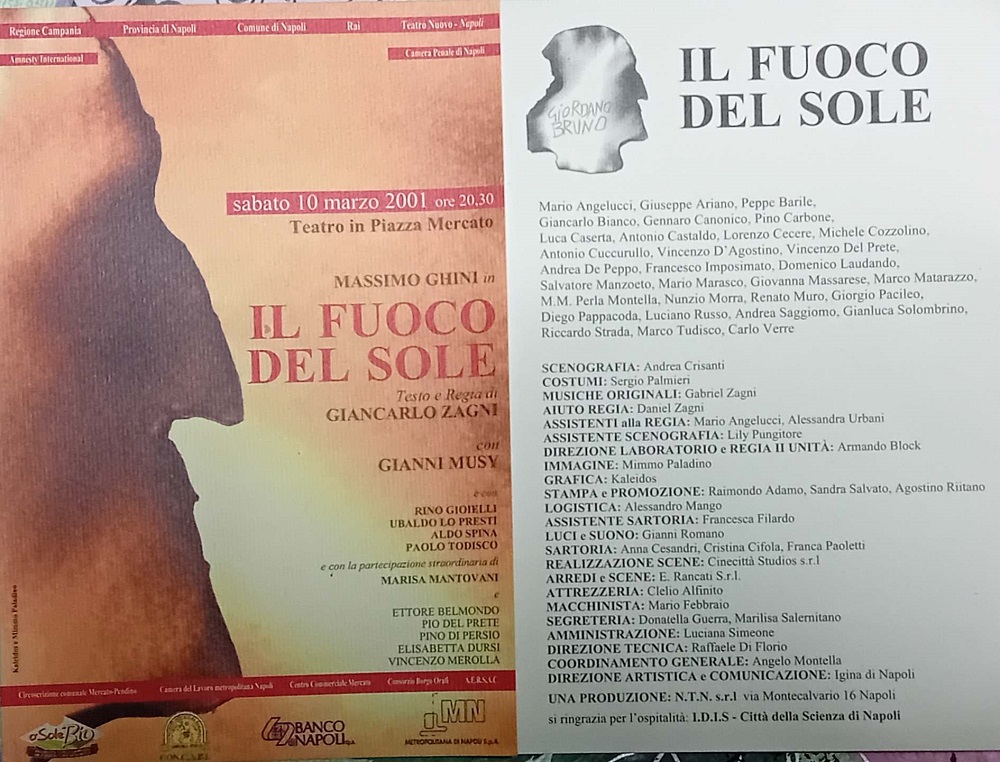 Regione Campania
Provincia di Napoli
Comune di Napoli
Rai
Teatro Nuovo - Napoli
Amnesty International
Camera Penale di Napoli
sabato 10 marzo 2001 ore 20,30
Teatro in Piazza Mercato
MASSIMO GHINI in
IL FUOCO
DEL SOLE
Testo e Regia di
GIANCARLO ZAGNI
con
GIANNI MUSY
e con
RINO GIOIELLI
UBALDO LO PRESTI
ALDO SPINA
PAOLO TODISCO
e con la partecipazione straordinaria di
MARISA MANTOVANI
e
ETTORE BELMONDO
PIO DEL PRETE
PINO DI PERSIO
ELISABETTA DURSI
VINCENZO MEROLLA
Kaleidos e Mimmo Paladino
Circoscrizione comunale Mercato-Pendino
Camera del Lavoro metropolitana Napoli
Centro Commerciale Mercato
Consorzio Borgo Orafi
A.E.R.N.A.C.
o'Sole Bio
BANCO
di NAPOLI S.p.A.
MN
METROPOLITANA DI NAPOLI S.p.A.
GIORDANO
BRUNO
IL FUOCO
DEL SOLE
Mario Angelucci, Giuseppe Ariano, Peppe Barile,
Giancarlo Bianco, Gennaro Canonico, Pino Carbone,
Luca Caserta, Antonio Castaldo, Lorenzo Cecere, Michele Cozzolino,
Antonio Cuccurullo, Vincenzo D'Agostino, Vincenzo Del Prete,
Andrea De Peppo, Francesco Imposimato, Domenico Laudando,
Salvatore Manzoeto, Mario Marasco, Giovanna Massarese, Marco Matarazzo,
M.M. Perla Montella, Nunzio Morra, Renato Muro, Giorgio Pacileo,
Diego Pappacoda, Luciano Russo, Andrea Saggiomo, Gianluca Solombrino,
Riccardo Strada, Marco Tudisco, Carlo Verre
SCENOGRAFIA: Andrea Crisanti
COSTUMI: Sergio Palmieri
MUSICHE ORIGINALI: Gabriel Zagni
AIUTO REGIA: Daniel Zagni
ASSISTENTI alla REGIA: Mario Angelucci, Alessandra Urbani
ASSISTENTE SCENOGRAFIA: Lily Pungitore
DIREZIONE LABORATORIO e REGIA II UNITÀ: Armando Block
IMMAGINE: Mimmo Paladino
GRAFICA: Kaleidos
STAMPA e PROMOZIONE: Raimondo Adamo, Sandra Salvato, Agostino Riitano
LOGISTICA: Alessandro Mango
ASSISTENTE SARTORIA: Francesca Filardo
LUCI e SUONO: Gianni Romano
SARTORIA: Anna Cesandri, Cristina Cifola, Franca Paoletti
REALIZZAZIONE SCENE: Cinecittà Studios s.r.l
ARREDI e SCENE: E. Rancati S.r.l.
ATTREZZERIA: Clelio Alfinito
MACCHINISTA: Mario Febbraio
SEGRETERIA: Donatella Guerra, Marilisa Salernitano
AMMINISTRAZIONE: Luciana Simeone
DIREZIONE TECNICA: Raffaele Di Florio
COORDINAMENTO GENERALE: Angelo Montella
DIREZIONE ARTISTICA e COMUNICAZIONE: Igina di Napoli
UNA PRODUZIONE: N.T.N. s.r.l via Montecalvario 16 Napoli
si ringrazia per l'ospitalità: I.D.I.S - Città della Scienza di Napoli